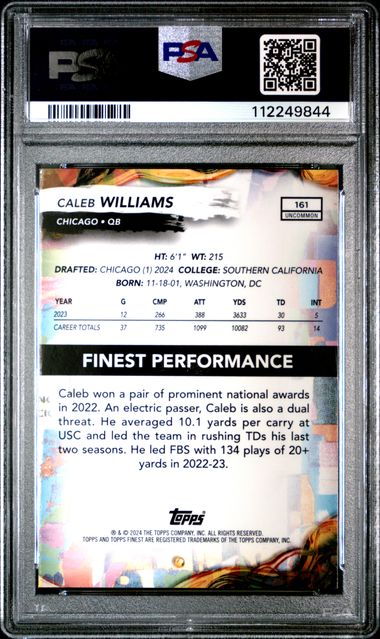 PSA
PSA
112249844
CALEB WILLIAMS
CHICAGO • QB
161
UNCOMMON
HT: 6'1" WT: 215
DRAFTED: CHICAGO (1) 2024 COLLEGE: SOUTHERN CALIFORNIA
BORN: 11-18-01, WASHINGTON, DC
YEAR G CMP ATT YDS TD INT
2023 12 266 388 3633 30 5
CAREER TOTALS 37 735 1099 10082 93 14
FINEST PERFORMANCE
Caleb won a pair of prominent national awards
in 2022. An electric passer, Caleb is also a dual
threat. He averaged 10.1 yards per carry at
USC and led the team in rushing TDs his last
two seasons. He led FBS with 134 plays of 20+
yards in 2022-23.
Topps
® & © 2024 THE TOPPS COMPANY, INC. ALL RIGHTS RESERVED.
TOPPS AND TOPPS FINEST ARE REGISTERED TRADEMARKS OF THE TOPPS COMPANY, INC.
PSA